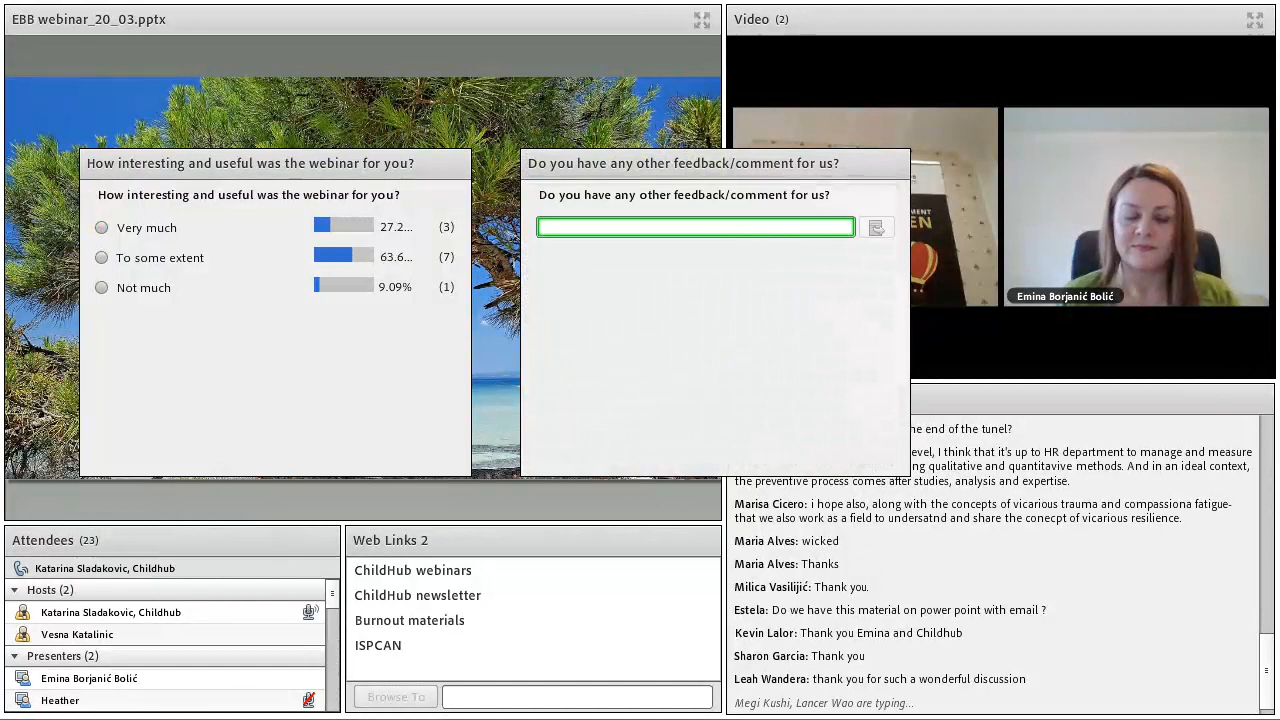 EBB webinar_20_03.pptx
How interesting and useful was the webinar for you?
How interesting and useful was the webinar for you?
Very much 27.2... (3)
To some extent 63.6... (7)
Not much 9.09% (1)
Do you have any other feedback/comment for us?
Do you have any other feedback/comment for us?
Video (2)
Emina Borjanić Bolić
he end of the tunel?
evel, I think that it's up to HR department to manage and measure
ng qualitative and quantitavive methods. And in an ideal context,
the preventive process comes after studies, analysis and expertise.
Marisa Cicero: i hope also, along with the concepts of vicarious trauma and compassiona fatigue-
that we also work as a field to undersatnd and share the conecpt of vicarious resilience.
Maria Alves: wicked
Maria Alves: Thanks
Milica Vasilijić: Thank you.
Estela: Do we have this material on power point with email ?
Kevin Lalor: Thank you Emina and Childhub
Sharon Garcia: Thank you
Leah Wandera: thank you for such a wonderful discussion
Megi Kushi, Lancer Wao are typing...
Attendees (23)
Katarina Sladakovic, Childhub
Hosts (2)
Katarina Sladakovic, Childhub
Vesna Katalinic
Presenters (2)
Emina Borjanić Bolić
Heather
Web Links 2
ChildHub webinars
ChildHub newsletter
Burnout materials
ISPCAN
Browse To